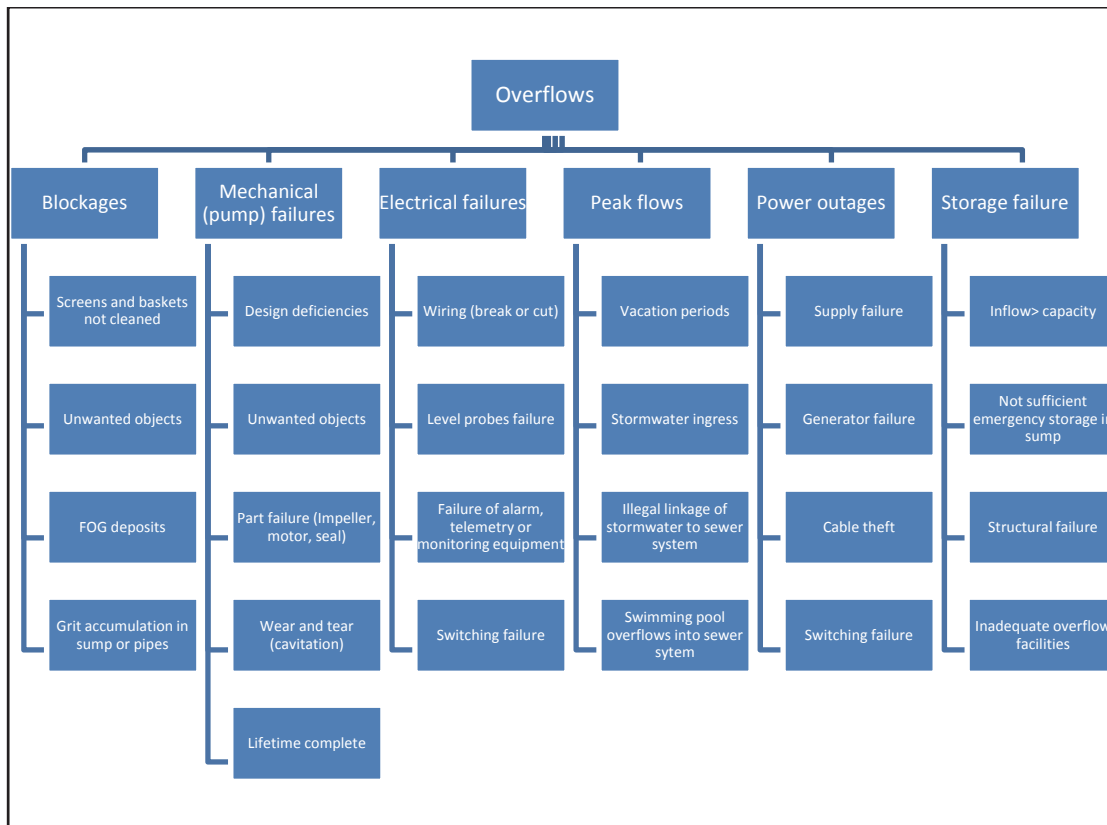 Overflows
Blockages
Screens and baskets
not cleaned
Unwanted objects
FOG deposits
Grit accumulation in
sump or pipes
Mechanical
(pump) failures
Design deficiencies
Unwanted objects
Part failure (Impeller,
motor, seal)
Wear and tear
(cavitation)
Lifetime complete
Electrical failures
Wiring (break or cut)
Level probes failure
Failure of alarm,
telemetry or
monitoring equipment
Switching failure
Peak flows
Vacation periods
Stormwater ingress
Illegal linkage of
stormwater to sewer
system
Swimming pool
overflows into sewer
sytem
Power outages
Supply failure
Generator failure
Cable theft
Switching failure
Storage failure
Inflow> capacity
Not sufficient
emergency storage in
sump
Structural failure
Inadequate overflow
facilities